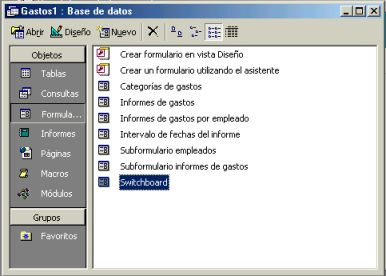 Gastos1 : Base de datos
Abrir Diseño Nuevo
Objetos
Tablas
Consultas
Formula...
Informes
Páginas
Macros
Módulos
Grupos
Favoritos
Crear formulario en vista Diseño
Crear un formulario utilizando el asistente
Categorías de gastos
Informes de gastos
Informes de gastos por empleado
Intervalo de fechas del informe
Subformulario empleados
Subformulario informes de gastos
Switchboard